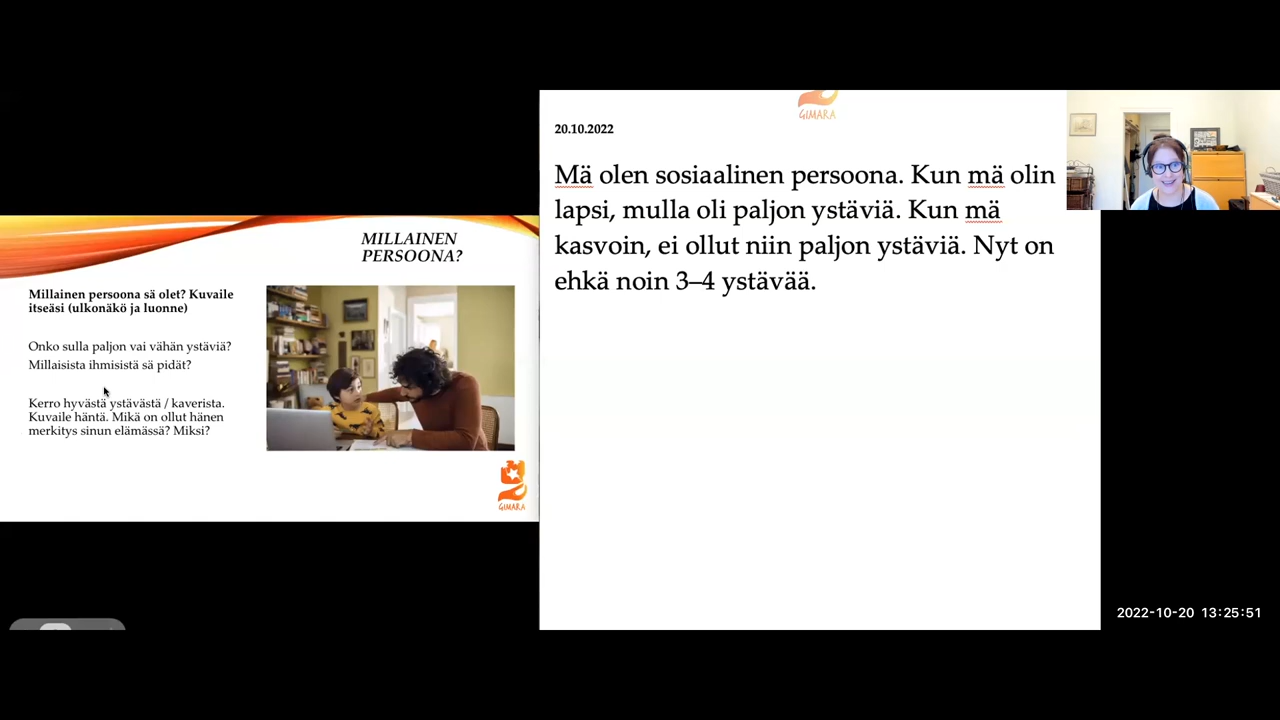 MILLAINEN
PERSOONA?
Millainen persoona sä olet? Kuvaile
itseäsi (ulkonäkö ja luonne)
Onko sulla paljon vai vähän ystäviä?
Millaisista ihmisistä sä pidät?
Kerro hyvästä ystävästä / kaverista.
Kuvaile häntä. Mikä on ollut hänen
merkitys sinun elämässä? Miksi?
GIMARA
GIMARA
20.10.2022
Mä olen sosiaalinen persoona. Kun mä olin
lapsi, mulla oli paljon ystäviä. Kun mä
kasvoin, ei ollut niin paljon ystäviä. Nyt on
ehkä noin 3–4 ystävää.
2022-10-20 13:25:51